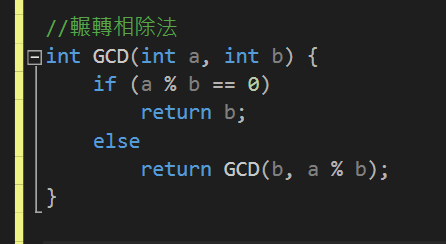 //輾轉相除法
int GCD(int a, int b) {
    if (a % b == 0)
        return b;
    else
        return GCD(b, a % b);
}